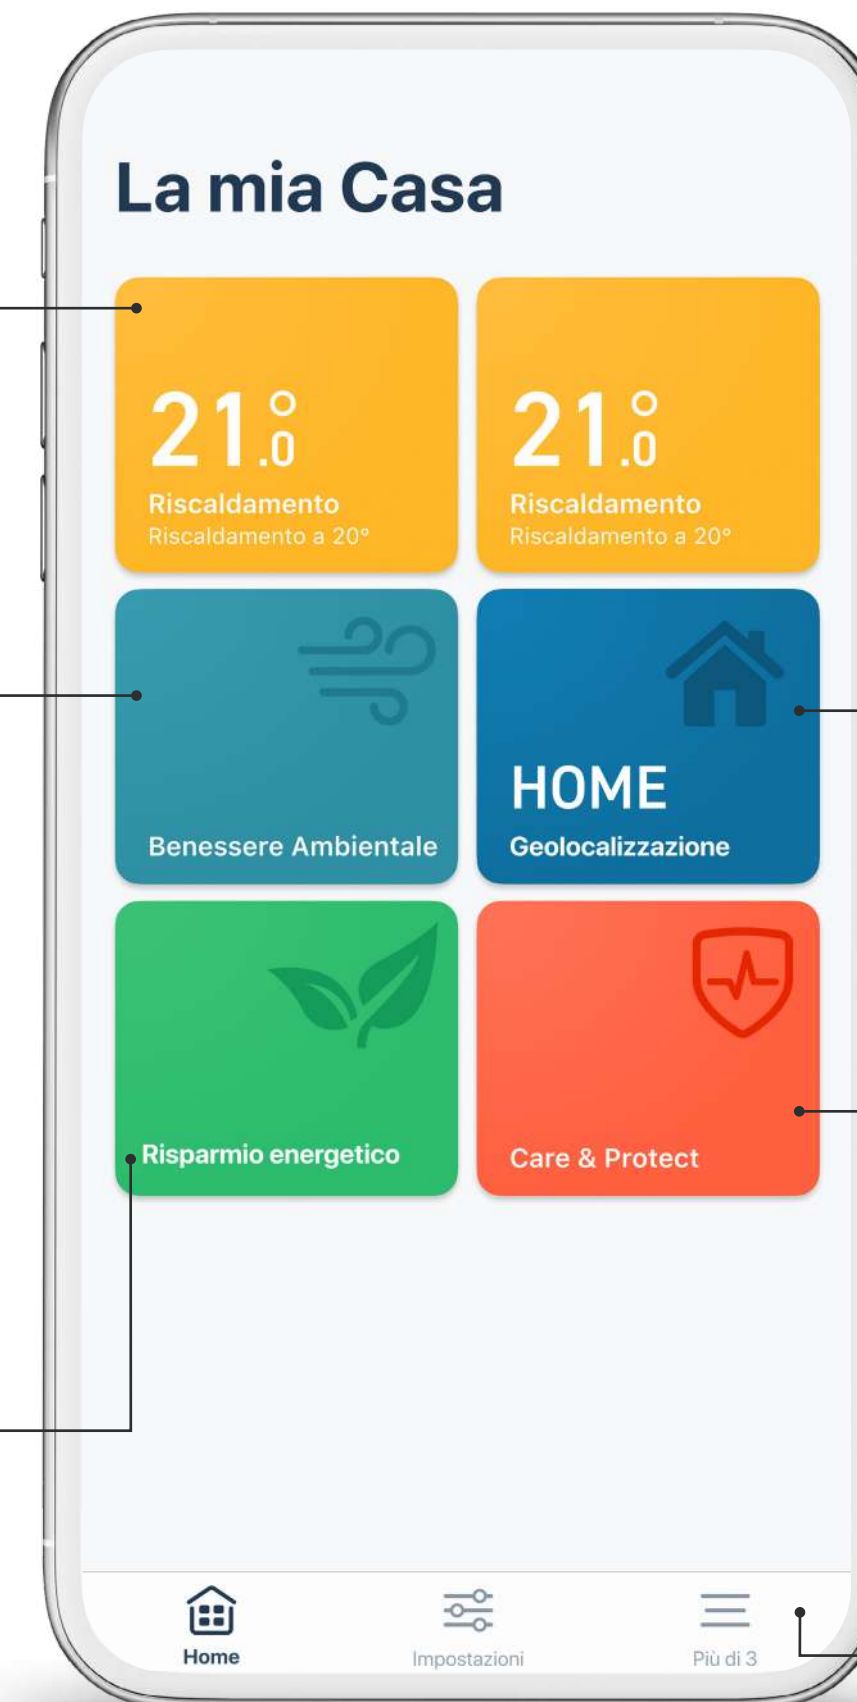 La mia Casa
21.0°
Riscaldamento
Riscaldamento a 20°
21.0°
Riscaldamento
Riscaldamento a 20°
Benessere Ambientale
HOME
Geolocalizzazione
Risparmio energetico
Care & Protect
Home
Impostazioni
Più di 3